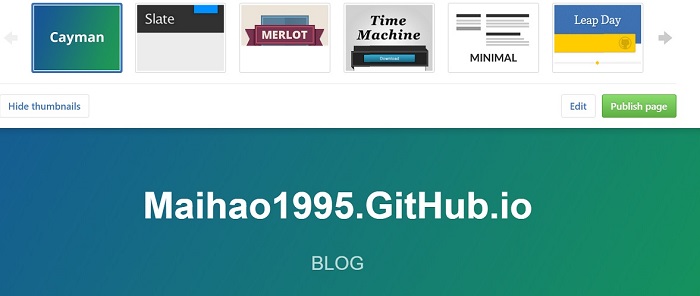 Cayman
Slate
MERLOT
Time
Machine
Download
MINIMAL
Leap Day
Hide thumbnails
Edit
Publish page
Maihao1995.GitHub.io
BLOG